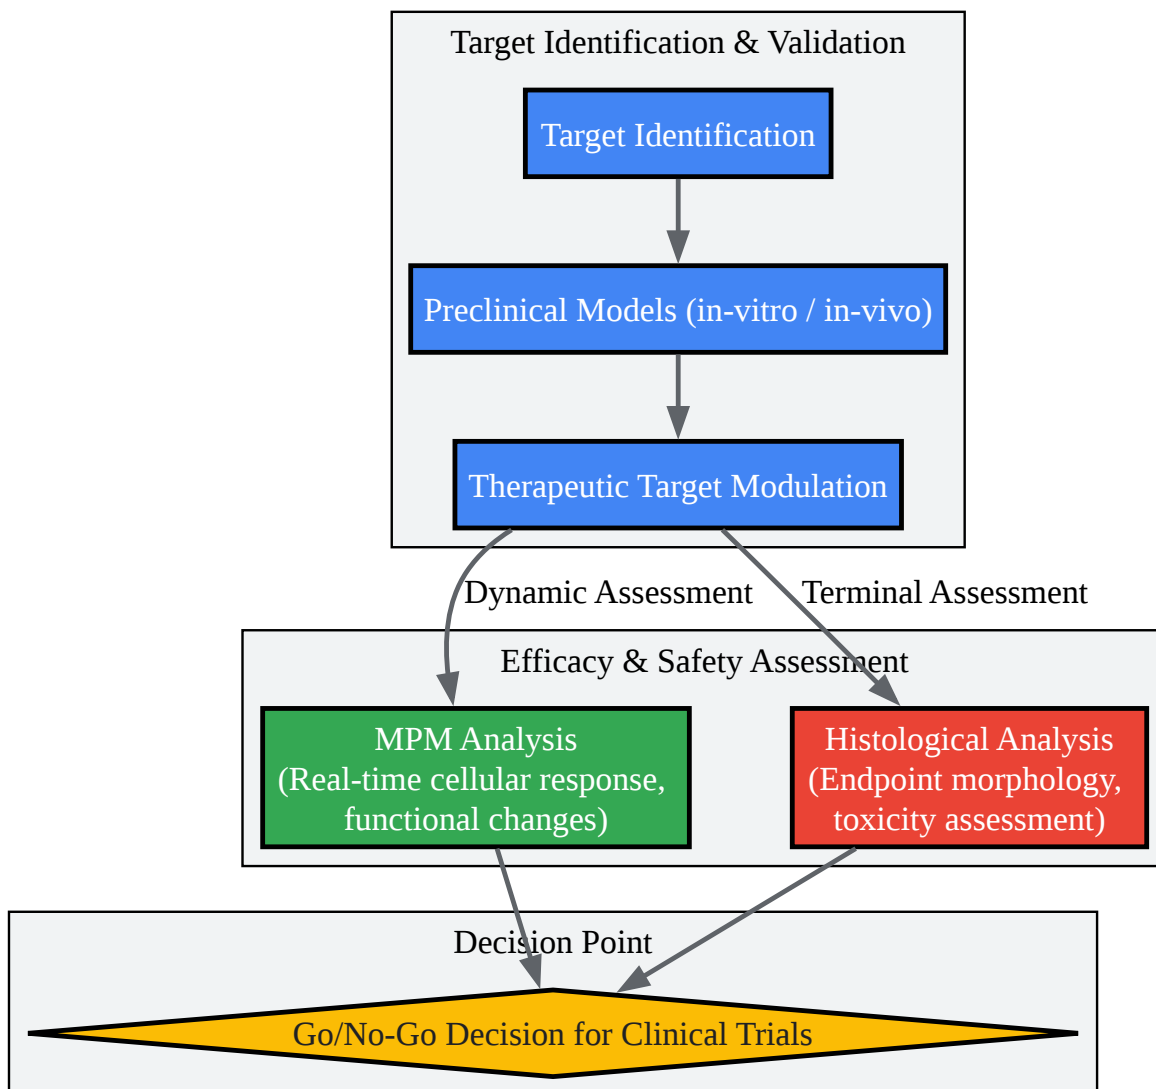 Target Identification & Validation
Target Identification
Preclinical Models (in-vitro / in-vivo)
Therapeutic Target Modulation
Dynamic Assessment
Terminal Assessment
Efficacy & Safety Assessment
MPM Analysis
(Real-time cellular response,
functional changes)
Histological Analysis
(Endpoint morphology,
toxicity assessment)
Decision Point
Go/No-Go Decision for Clinical Trials